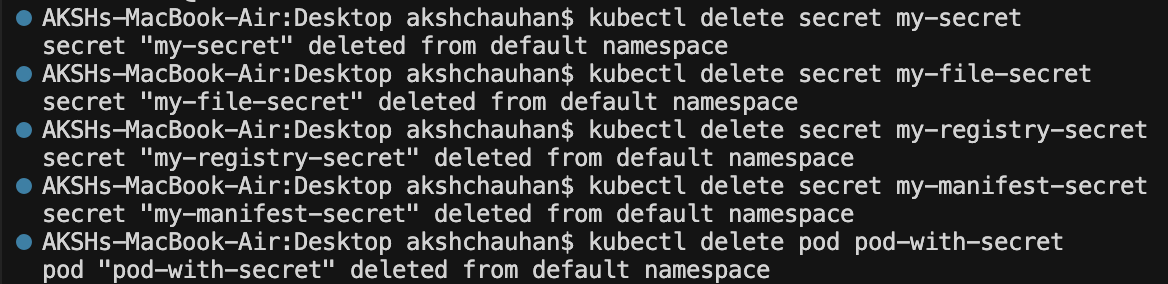 AKSHs-MacBook-Air:Desktop akshchauhan$ kubectl delete secret my-secret
secret "my-secret" deleted from default namespace
AKSHs-MacBook-Air:Desktop akshchauhan$ kubectl delete secret my-file-secret
secret "my-file-secret" deleted from default namespace
AKSHs-MacBook-Air:Desktop akshchauhan$ kubectl delete secret my-registry-secret
secret "my-registry-secret" deleted from default namespace
AKSHs-MacBook-Air:Desktop akshchauhan$ kubectl delete secret my-manifest-secret
secret "my-manifest-secret" deleted from default namespace
AKSHs-MacBook-Air:Desktop akshchauhan$ kubectl delete pod pod-with-secret
pod "pod-with-secret" deleted from default namespace